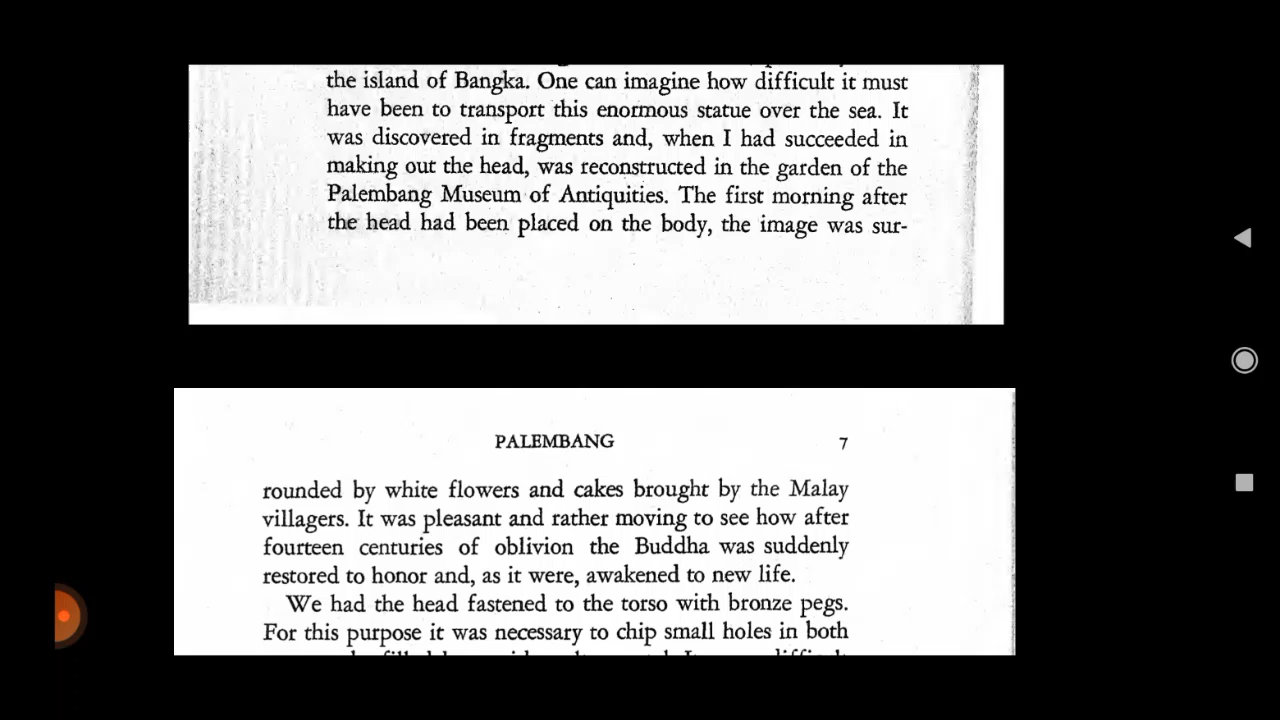 the island of Bangka. One can imagine how difficult it must
have been to transport this enormous statue over the sea. It
was discovered in fragments and, when I had succeeded in
making out the head, was reconstructed in the garden of the
Palembang Museum of Antiquities. The first morning after
the head had been placed on the body, the image was sur-
PALEMBANG 7
rounded by white flowers and cakes brought by the Malay
villagers. It was pleasant and rather moving to see how after
fourteen centuries of oblivion the Buddha was suddenly
restored to honor and, as it were, awakened to new life.
We had the head fastened to the torso with bronze pegs.
For this purpose it was necessary to chip small holes in both